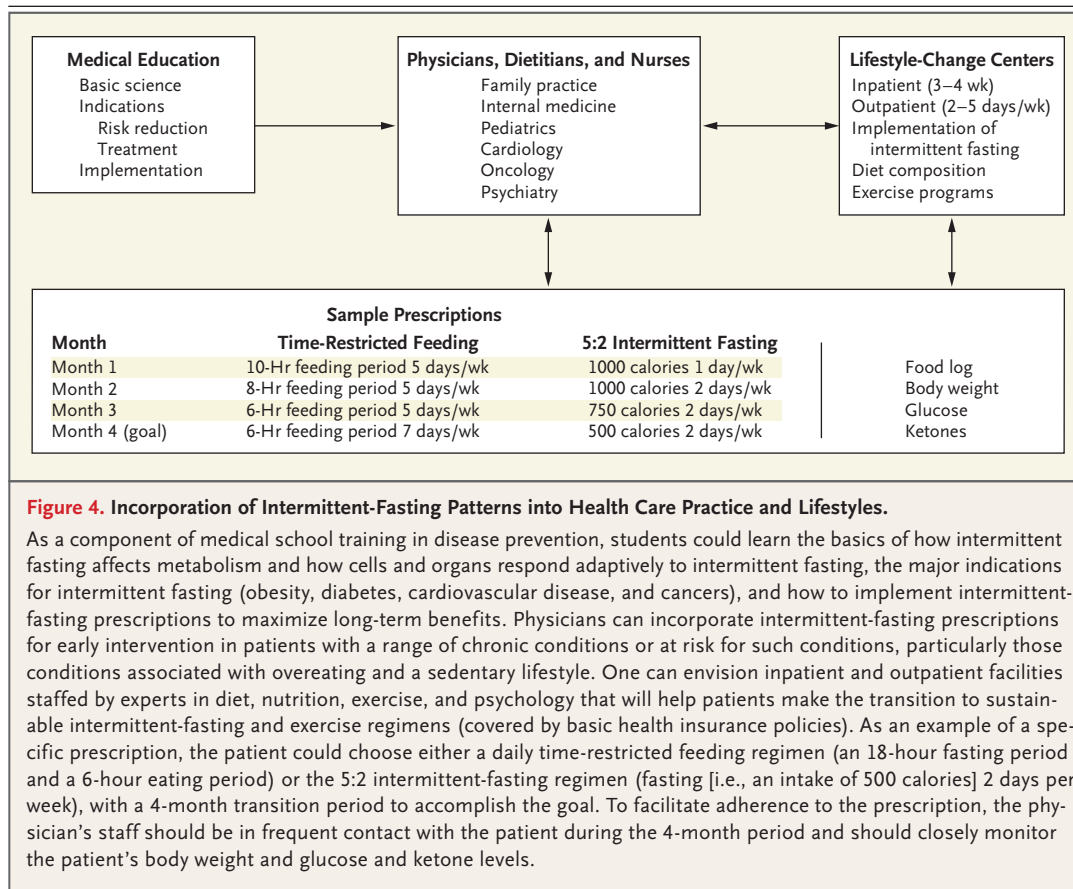 Medical Education
Basic science
Indications
Risk reduction
Treatment
Implementation
Physicians, Dietitians, and Nurses
Family practice
Internal medicine
Pediatrics
Cardiology
Oncology
Psychiatry
Lifestyle-Change Centers
Inpatient (3–4 wk)
Outpatient (2–5 days/wk)
Implementation of
intermittent fasting
Diet composition
Exercise programs
Sample Prescriptions
Month Time-Restricted Feeding 5:2 Intermittent Fasting
Month 1 10-Hr feeding period 5 days/wk 1000 calories 1 day/wk Food log
Month 2 8-Hr feeding period 5 days/wk 1000 calories 2 days/wk Body weight
Month 3 6-Hr feeding period 5 days/wk 750 calories 2 days/wk Glucose
Month 4 (goal) 6-Hr feeding period 7 days/wk 500 calories 2 days/wk Ketones
Figure 4. Incorporation of Intermittent-Fasting Patterns into Health Care Practice and Lifestyles.
As a component of medical school training in disease prevention, students could learn the basics of how intermittent
fasting affects metabolism and how cells and organs respond adaptively to intermittent fasting, the major indications
for intermittent fasting (obesity, diabetes, cardiovascular disease, and cancers), and how to implement intermittent-
fasting prescriptions to maximize long-term benefits. Physicians can incorporate intermittent-fasting prescriptions
for early intervention in patients with a range of chronic conditions or at risk for such conditions, particularly those
conditions associated with overeating and a sedentary lifestyle. One can envision inpatient and outpatient facilities
staffed by experts in diet, nutrition, exercise, and psychology that will help patients make the transition to sustain-
able intermittent-fasting and exercise regimens (covered by basic health insurance policies). As an example of a spe-
cific prescription, the patient could choose either a daily time-restricted feeding regimen (an 18-hour fasting period
and a 6-hour eating period) or the 5:2 intermittent-fasting regimen (fasting [i.e., an intake of 500 calories] 2 days per
week), with a 4-month transition period to accomplish the goal. To facilitate adherence to the prescription, the phy-
sician’s staff should be in frequent contact with the patient during the 4-month period and should closely monitor
the patient’s body weight and glucose and ketone levels.